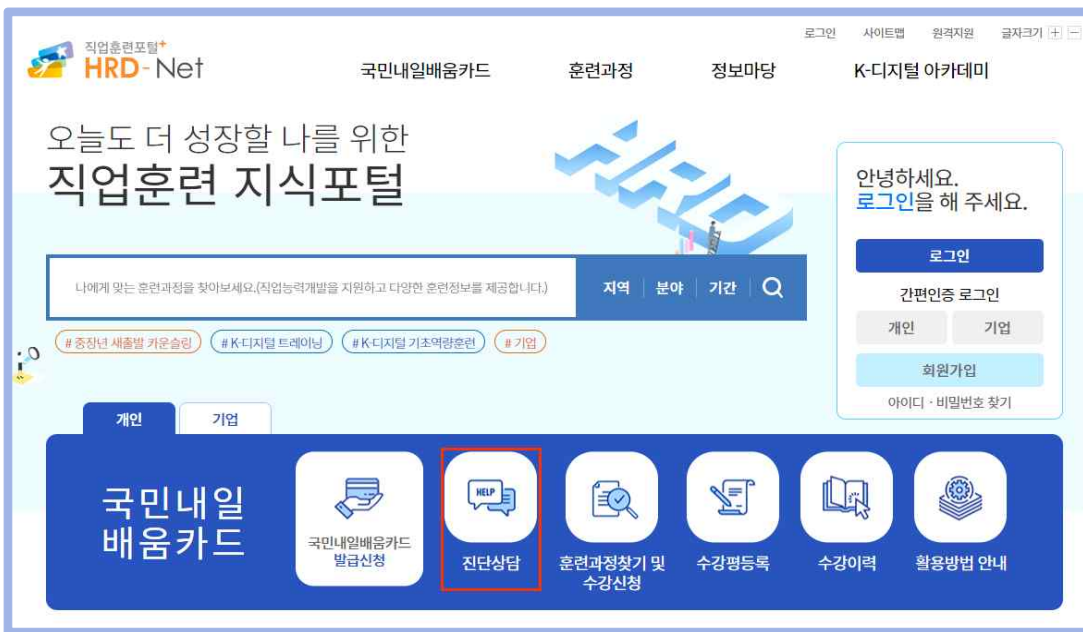 로그인 사이트맵 원격지원 글자크기 + -
직업훈련포털+
HRD-Net
국민내일배움카드 훈련과정 정보마당 K-디지털 아카데미
오늘도 더 성장할 나를 위한
직업훈련 지식포털
HRD
안녕하세요.
로그인을 해 주세요.
로그인
간편인증 로그인
개인 기업
회원가입
아이디 · 비밀번호 찾기
나에게 맞는 훈련과정을 찾아보세요.(직업능력개발을 지원하고 다양한 훈련정보를 제공합니다.) 지역 분야 기간
# 중장년 새출발 카운슬링 # K-디지털 트레이닝 # K-디지털 기초역량훈련 # 기업
개인 기업
국민내일
배움카드
국민내일배움카드
발급신청
HELP
진단상담
훈련과정찾기 및
수강신청
수강평등록
수강이력
활용방법 안내